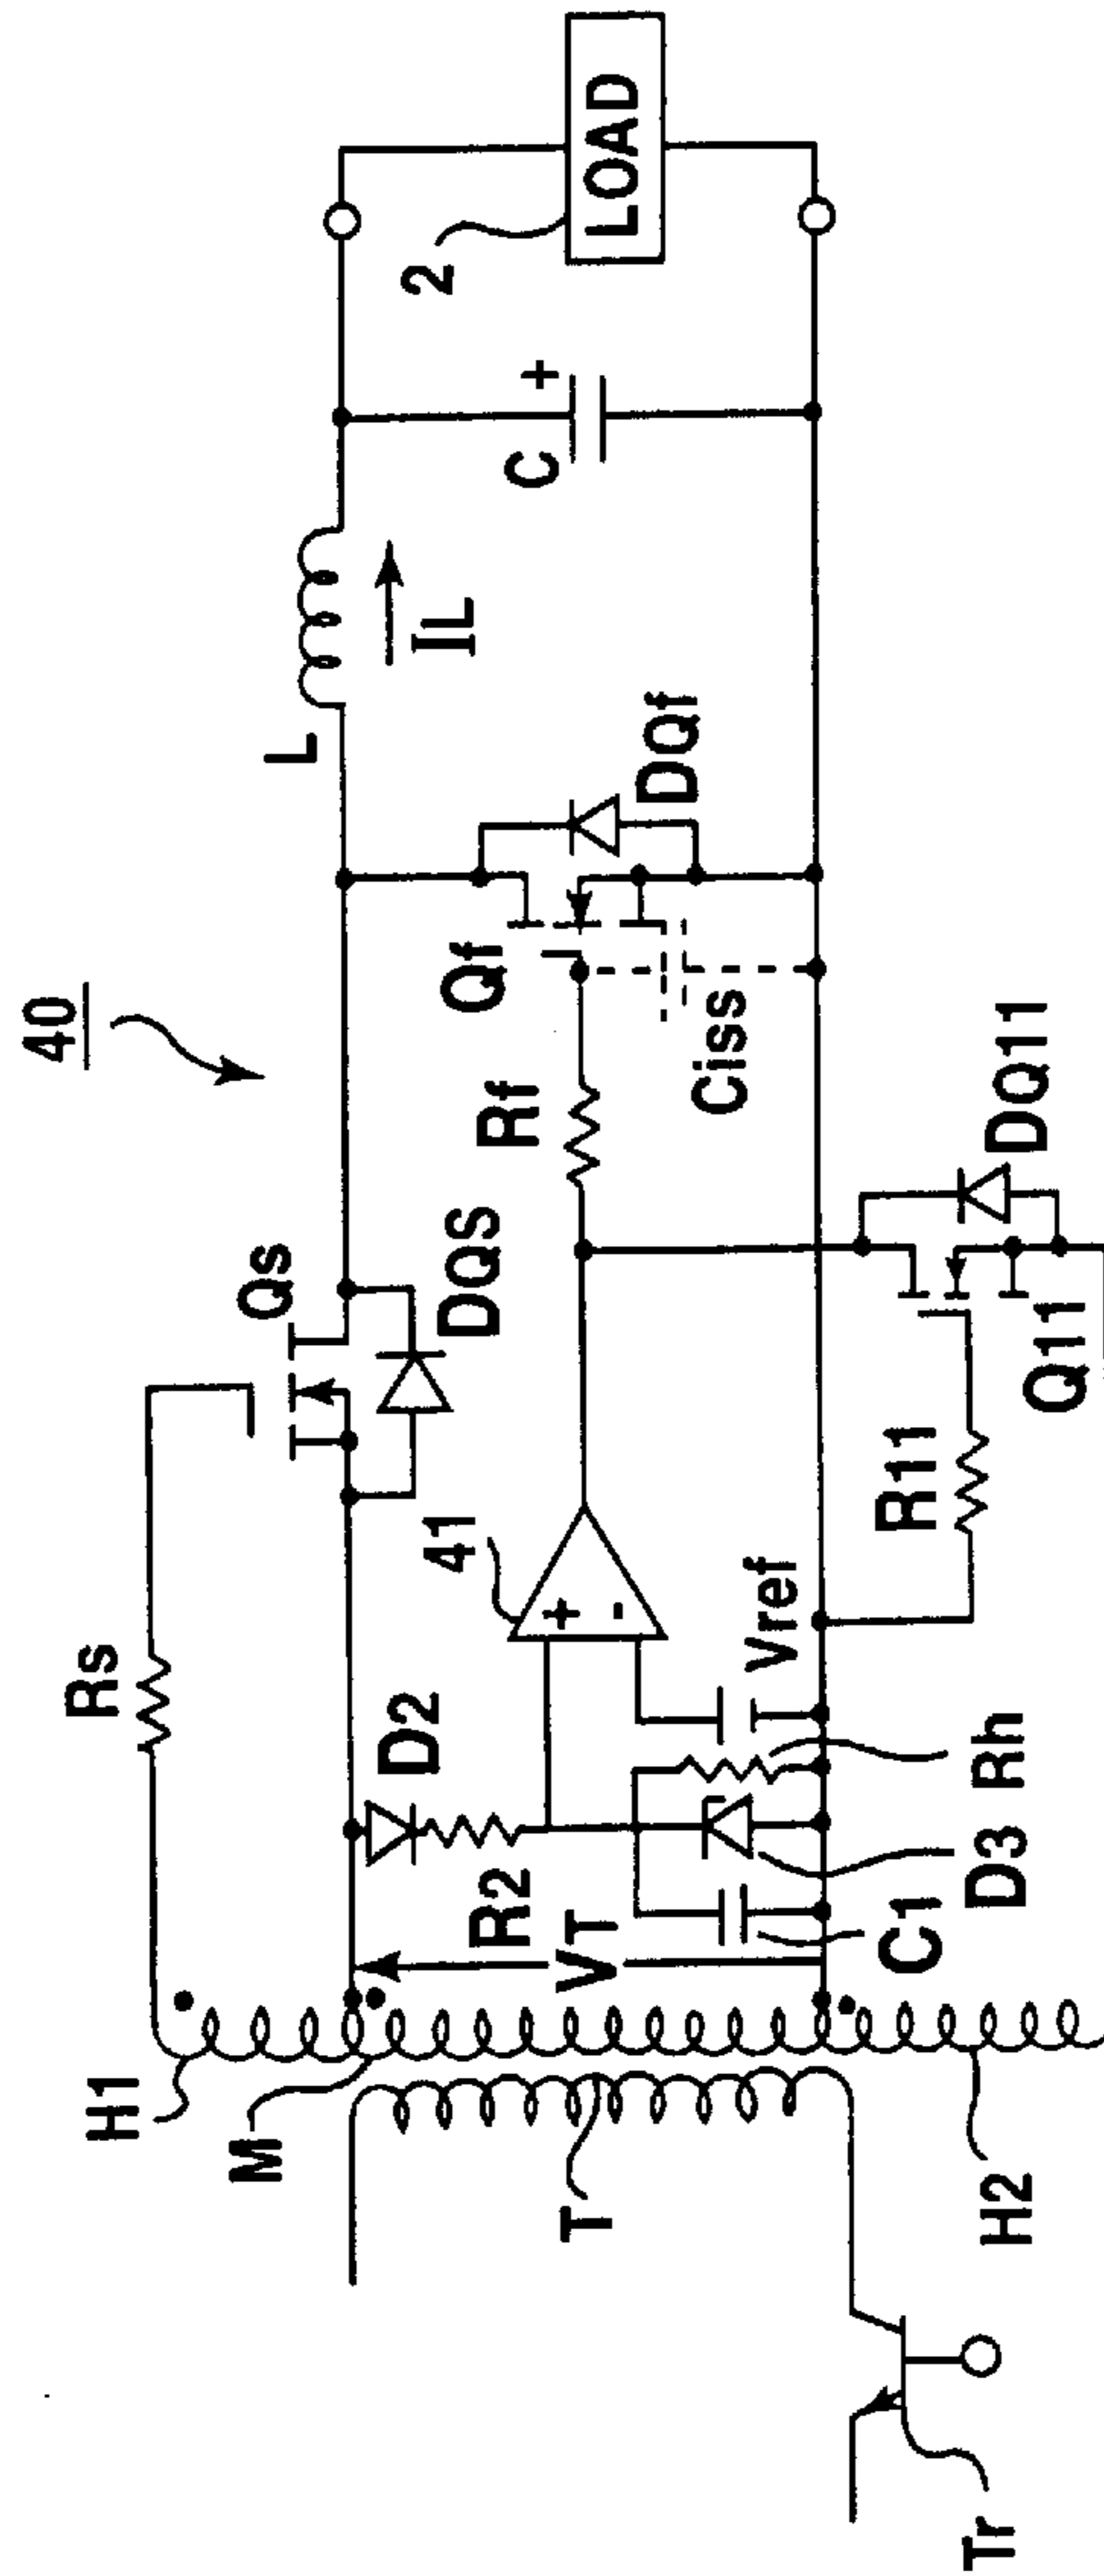 40
H1
Rs
Qs
DQS
L
IL
C
+
2
LOAD
M
D2
R2
VT
41
+
-
Rf
Qf
DQf
Ciss
T
C1
D3
Rh
Vref
R11
Q11
DQ11
H2
Tr